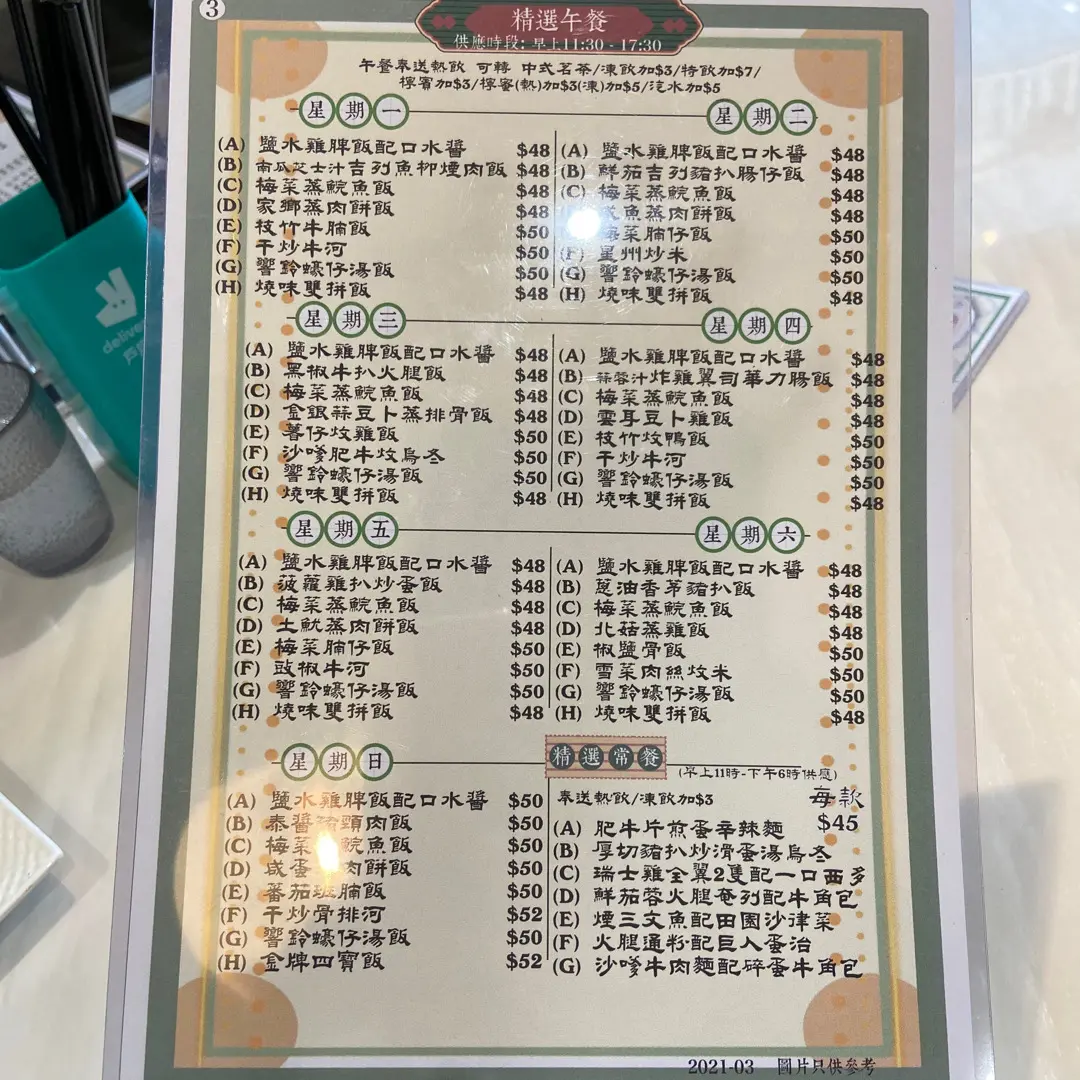 3
精選午餐
供應時段: 早上11:30 - 17:30
午餐奉送熱飲 可轉 中式茗茶/凍飲加$3/特飲加$7/
檸賓加$3/檸蜜(熱)加$3(凍)加$5/汽水加$5
星期一
(A) 鹽水雞脾飯配口水醬 $48
(B) 南瓜芝士汁吉列魚柳煙肉飯 $48
(C) 梅菜蒸鯇魚飯 $48
(D) 家鄉蒸肉餅飯 $48
(E) 枝竹牛腩飯 $50
(F) 干炒牛河 $50
(G) 響鈴蠔仔湯飯 $50
(H) 燒味雙拼飯 $48
星期二
(A) 鹽水雞脾飯配口水醬 $48
(B) 鮮茄吉列豬扒腸仔飯 $48
(C) 梅菜蒸鯇魚飯 $48
魚蒸肉餅飯 $48
菜腩仔飯 $50
(F) 星州炒米 $50
(G) 響鈴蠔仔湯飯 $50
(H) 燒味雙拼飯 $48
星期三
(A) 鹽水雞脾飯配口水醬 $48
(B) 黑椒牛扒火腿飯 $48
(C) 梅菜蒸鯇魚飯 $48
(D) 金銀蒜豆卜蒸排骨飯 $48
(E) 薯仔炆雞飯 $50
(F) 沙嗲肥牛炆烏冬 $50
(G) 響鈴蠔仔湯飯 $50
(H) 燒味雙拼飯 $48
星期四
(A) 鹽水雞脾飯配口水醬 $48
(B) 蒜蓉汁炸雞翼司華力腸飯 $48
(C) 梅菜蒸鯇魚飯 $48
(D) 雲耳豆卜雞飯 $48
(E) 枝竹炆鴨飯 $50
(F) 干炒牛河 $50
(G) 響鈴蠔仔湯飯 $50
(H) 燒味雙拼飯 $48
星期五
(A) 鹽水雞脾飯配口水醬 $48
(B) 菠蘿雞扒炒蛋飯 $48
(C) 梅菜蒸鯇魚飯 $48
(D) 土魷蒸肉餅飯 $48
(E) 梅菜腩仔飯 $50
(F) 豉椒牛河 $50
(G) 響鈴蠔仔湯飯 $50
(H) 燒味雙拼飯 $48
星期六
(A) 鹽水雞脾飯配口水醬 $48
(B) 蔥油香茅豬扒飯 $48
(C) 梅菜蒸鯇魚飯 $48
(D) 北菇蒸雞飯 $48
(E) 椒鹽骨飯 $50
(F) 雪菜肉絲炆米 $50
(G) 響鈴蠔仔湯飯 $50
(H) 燒味雙拼飯 $48
星期日
(A) 鹽水雞脾飯配口水醬 $50
(B) 泰醬豬頸肉飯 $50
(C) 梅菜 鯇魚飯 $50
(D) 咸蛋 肉餅飯 $50
(E) 蕃茄班腩飯 $50
(F) 干炒骨排河 $52
(G) 響鈴蠔仔湯飯 $50
(H) 金牌四寶飯 $52
精選常餐
(早上11時-下午6時供應)
奉送熱飲/凍飲加$3 每款
$45
(A) 肥牛片煎蛋辛辣麵
(B) 厚切豬扒炒滑蛋湯烏冬
(C) 瑞士雞全翼2隻配一口西多
(D) 鮮茄蓉火腿奄列配牛角包
(E) 煙三文魚配田園沙律菜
(F) 火腿通粉配巨人蛋治
(G) 沙嗲牛肉麵配碎蛋牛角包
2021-03 圖片只供參考